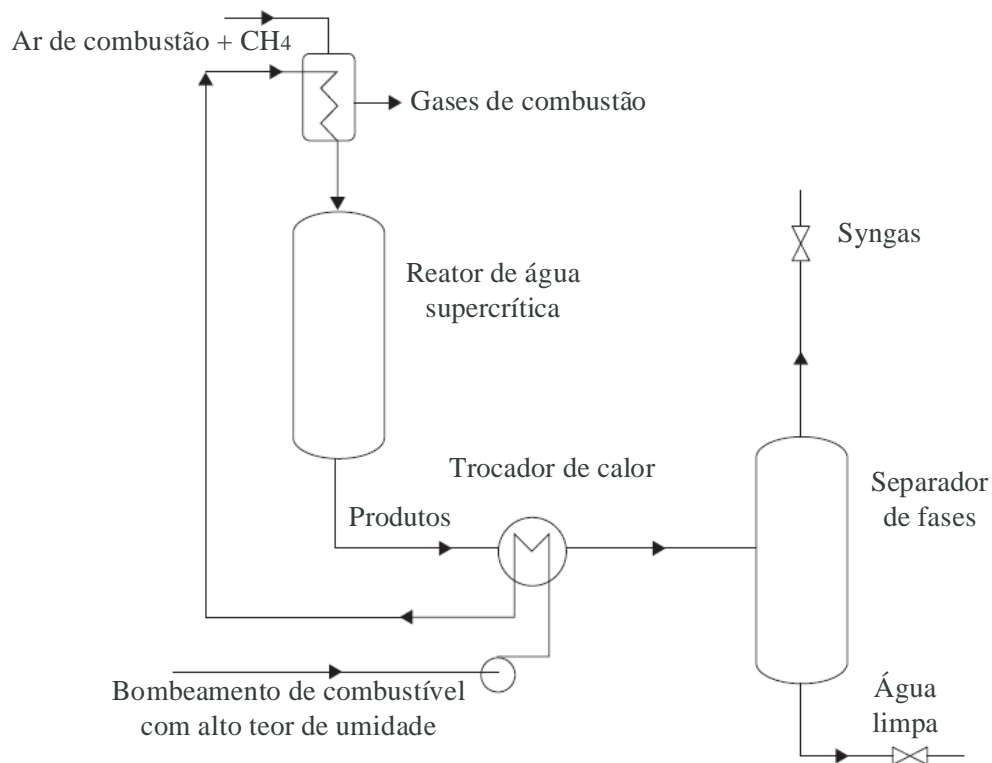 Ar de combustão + CH4
Gases de combustão
Syngas
Reator de água
supercrítica
Trocador de calor
Separador
de fases
Produtos
Bombeamento de combustível
com alto teor de umidade
Água
limpa